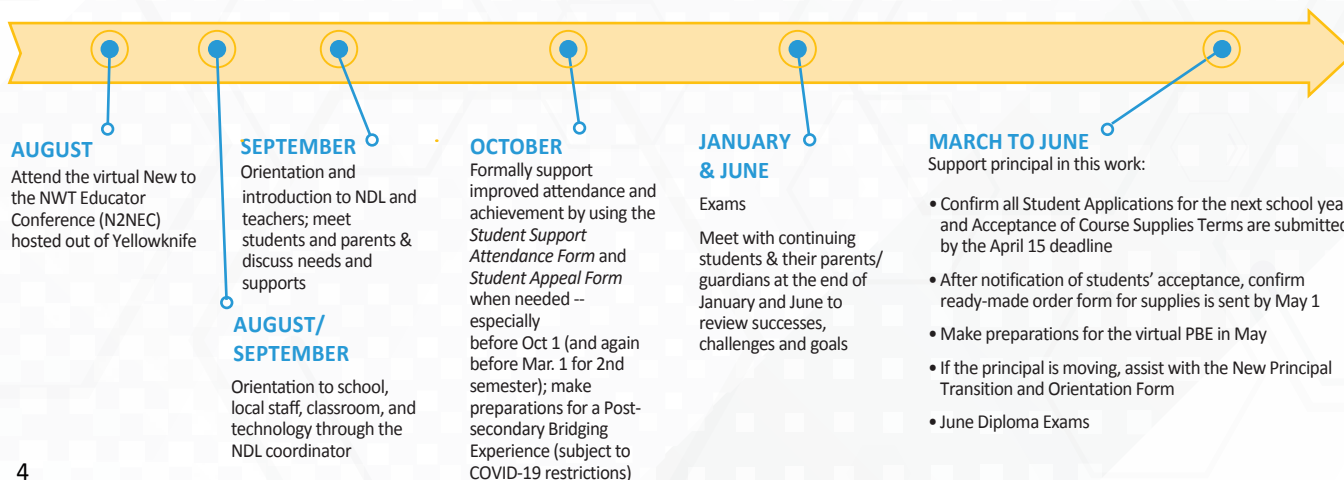 AUGUST
Attend the virtual New to
the NWT Educator
Conference (N2NEC)
hosted out of Yellowknife
AUGUST/
SEPTEMBER
Orientation to school,
local staff, classroom, and
technology through the
NDL coordinator
SEPTEMBER
Orientation and
introduction to NDL and
teachers; meet
students and parents &
discuss needs and
supports
OCTOBER
Formally support
improved attendance and
achievement by using the
Student Support
Attendance Form and
Student Appeal Form
when needed --
especially
before Oct 1 (and again
before Mar. 1 for 2nd
semester); make
preparations for a Post-
secondary Bridging
Experience (subject to
COVID-19 restrictions)
JANUARY
& JUNE
Exams
Meet with continuing
students & their parents/
guardians at the end of
January and June to
review successes,
challenges and goals
MARCH TO JUNE
Support principal in this work:
• Confirm all Student Applications for the next school yea
and Acceptance of Course Supplies Terms are submitted
by the April 15 deadline
• After notification of students’ acceptance, confirm
ready-made order form for supplies is sent by May 1
• Make preparations for the virtual PBE in May
• If the principal is moving, assist with the New Principal
Transition and Orientation Form
• June Diploma Exams
4